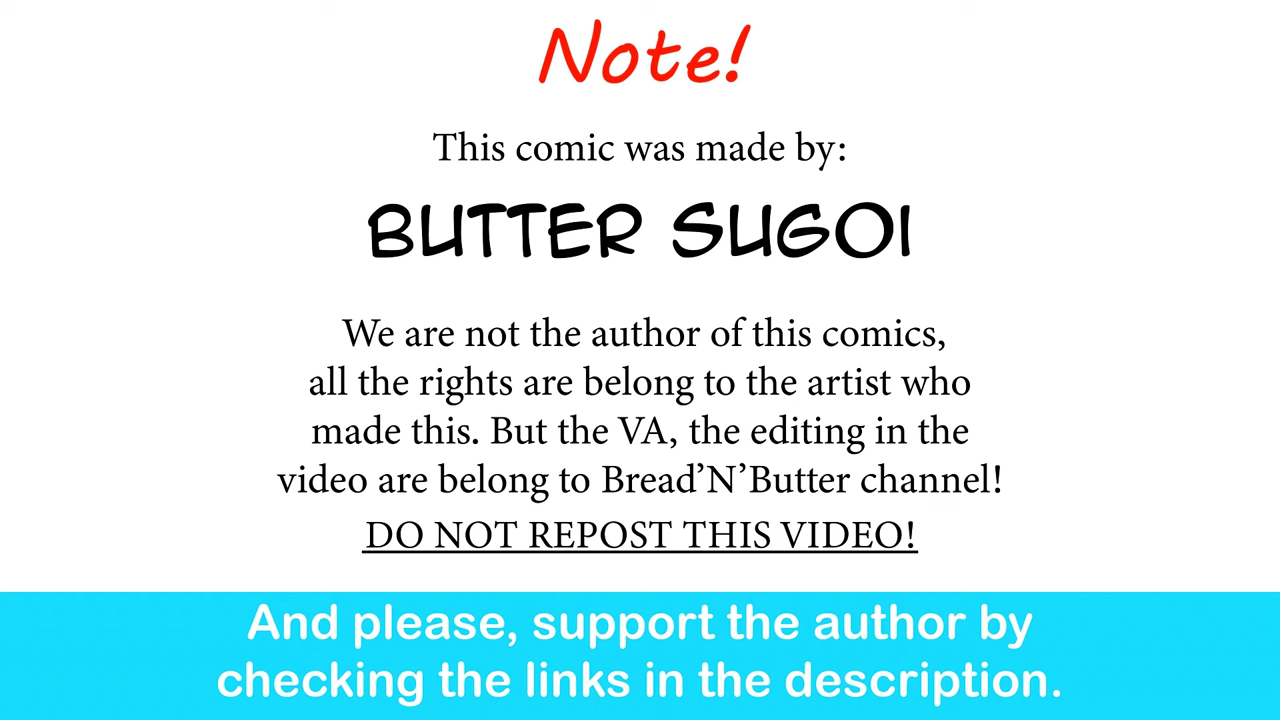 Note!
This comic was made by:
BUTTER SUGOI
We are not the author of this comics,
all the rights are belong to the artist who
made this. But the VA, the editing in the
video are belong to Bread’N’Butter channel!
DO NOT REPOST THIS VIDEO!
And please, support the author by
checking the links in the description.